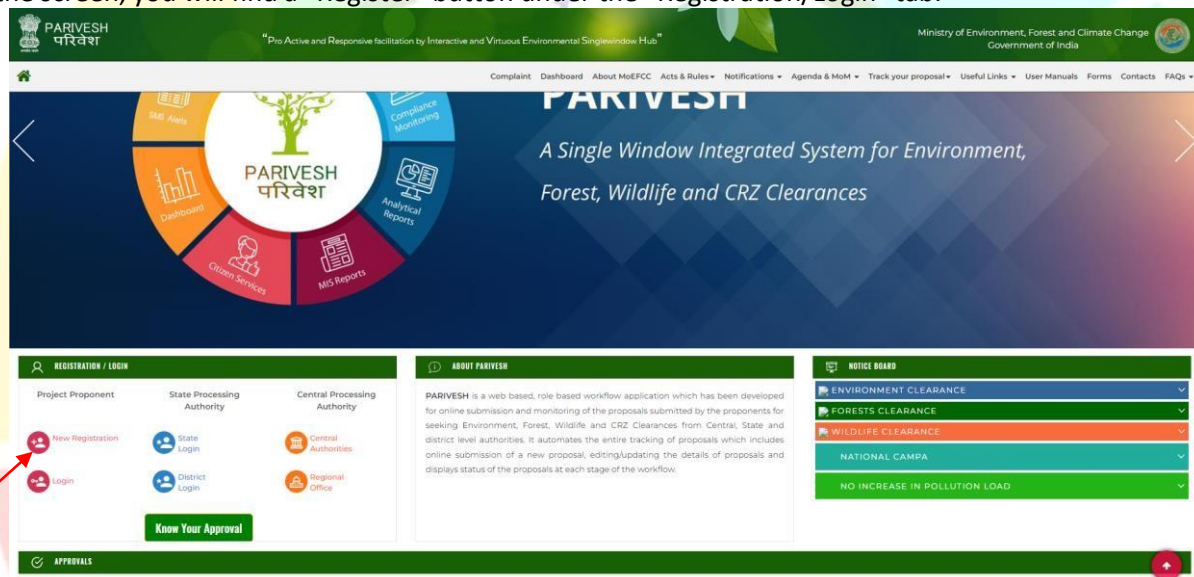 the screen, you will find a "Register" button under the "Registration/Login" tab.
PARIVESH
परिवेश
"Pro Active and Responsive facilitation by Interactive and Virtuous Environmental Singlewindow Hub"
Ministry of Environment, Forest and Climate Change
Government of India
Complaint Dashboard About MoEFCC Acts & Rules Notifications Agenda & MoM Track your proposal Useful Links User Manuals Forms Contacts FAQs
SMS Alerts
Compliance
Monitoring
Dashboard
PARIVESH
परिवेश
Analytical
Reports
Citizen Services
MIS Reports
PARIVESH
A Single Window Integrated System for Environment,
Forest, Wildlife and CRZ Clearances
REGISTRATION / LOGIN
Project Proponent
State Processing
Authority
Central Processing
Authority
New Registration
State
Login
Central
Authorities
Login
District
Login
Regional
Office
Know Your Approval
ABOUT PARIVESH
PARIVESH is a web based, role based workflow application which has been developed
for online submission and monitoring of the proposals submitted by the proponents for
seeking Environment, Forest, Wildlife and CRZ Clearances from Central, State and
district level authorities. It automates the entire tracking of proposals which includes
online submission of a new proposal, editing/updating the details of proposals and
displays status of the proposals at each stage of the workflow.
NOTICE BOARD
ENVIRONMENT CLEARANCE
FORESTS CLEARANCE
WILDLIFE CLEARANCE
NATIONAL CAMPA
NO INCREASE IN POLLUTION LOAD
APPROVALS